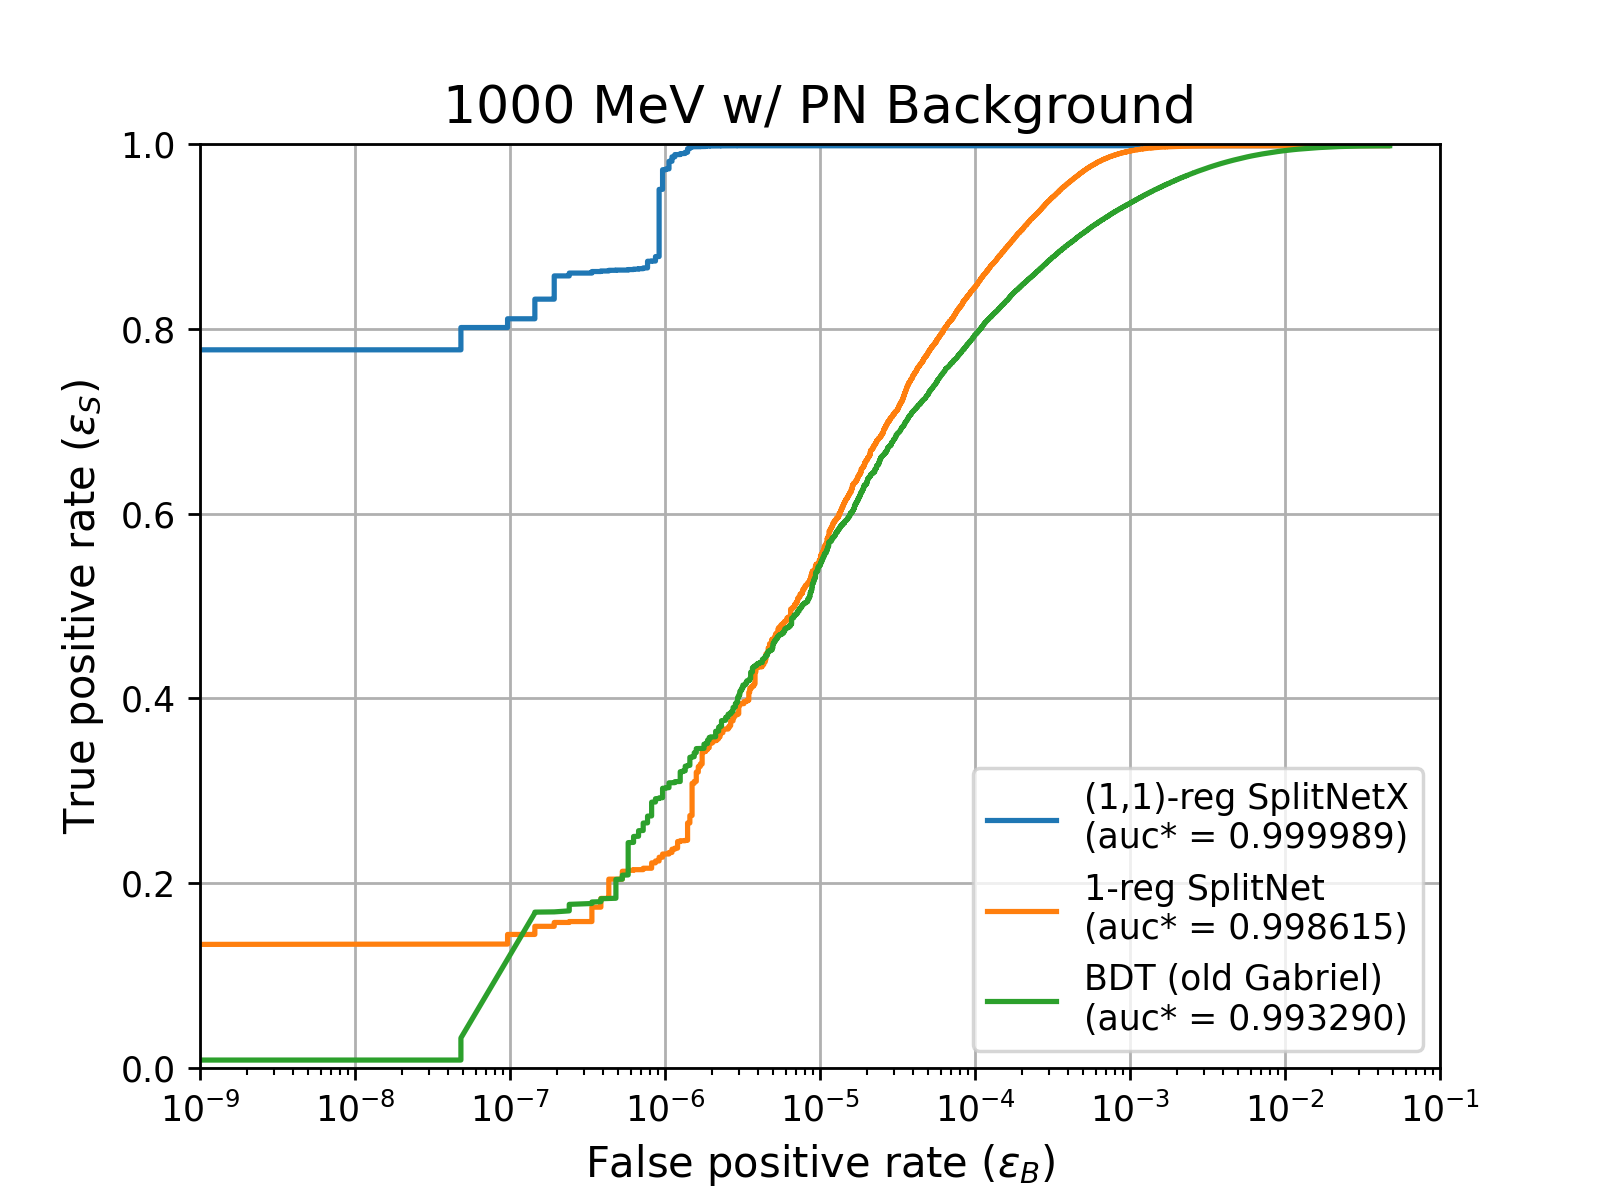 1000 MeV w/ PN Background
1.0
0.8
0.6
0.4
0.2
0.0
True positive rate (εS)
(1,1)-reg SplitNetX
(auc* = 0.999989)
1-reg SplitNet
(auc* = 0.998615)
BDT (old Gabriel)
(auc* = 0.993290)
10⁻⁹ 10⁻⁸ 10⁻⁷ 10⁻⁶ 10⁻⁵ 10⁻⁴ 10⁻³ 10⁻² 10⁻¹
False positive rate (εB)